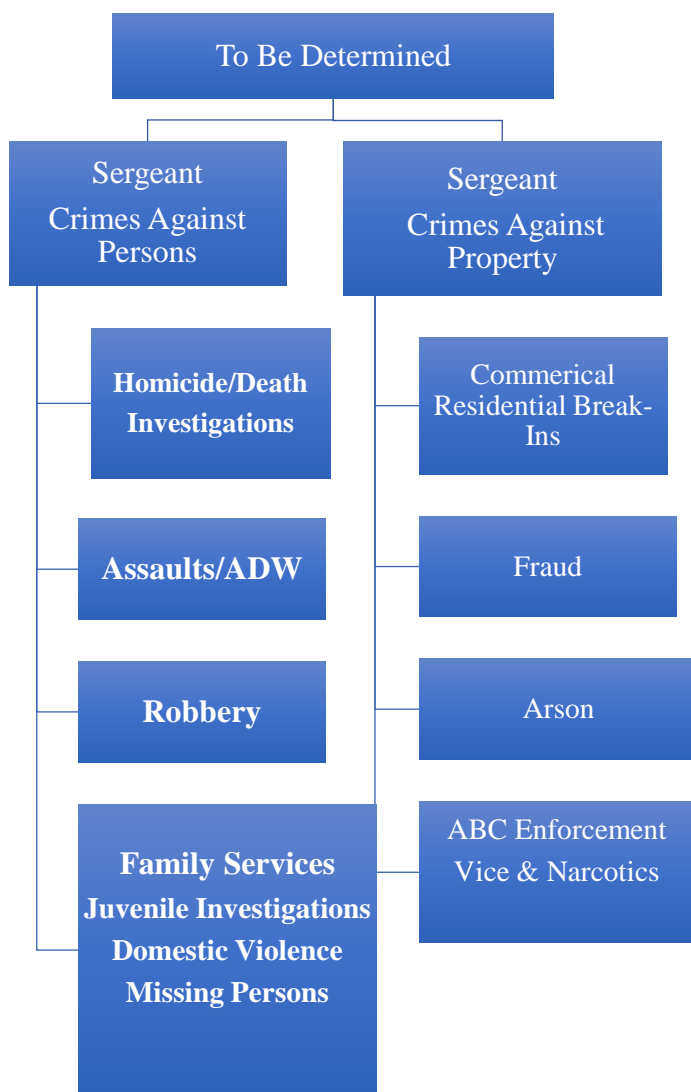 To Be Determined
Sergeant
Crimes Against
Persons
Homicide/Death
Investigations
Assaults/ADW
Robbery
Family Services
Juvenile Investigations
Domestic Violence
Missing Persons
Sergeant
Crimes Against
Property
Commerical
Residential Break-
Ins
Fraud
Arson
ABC Enforcement
Vice & Narcotics